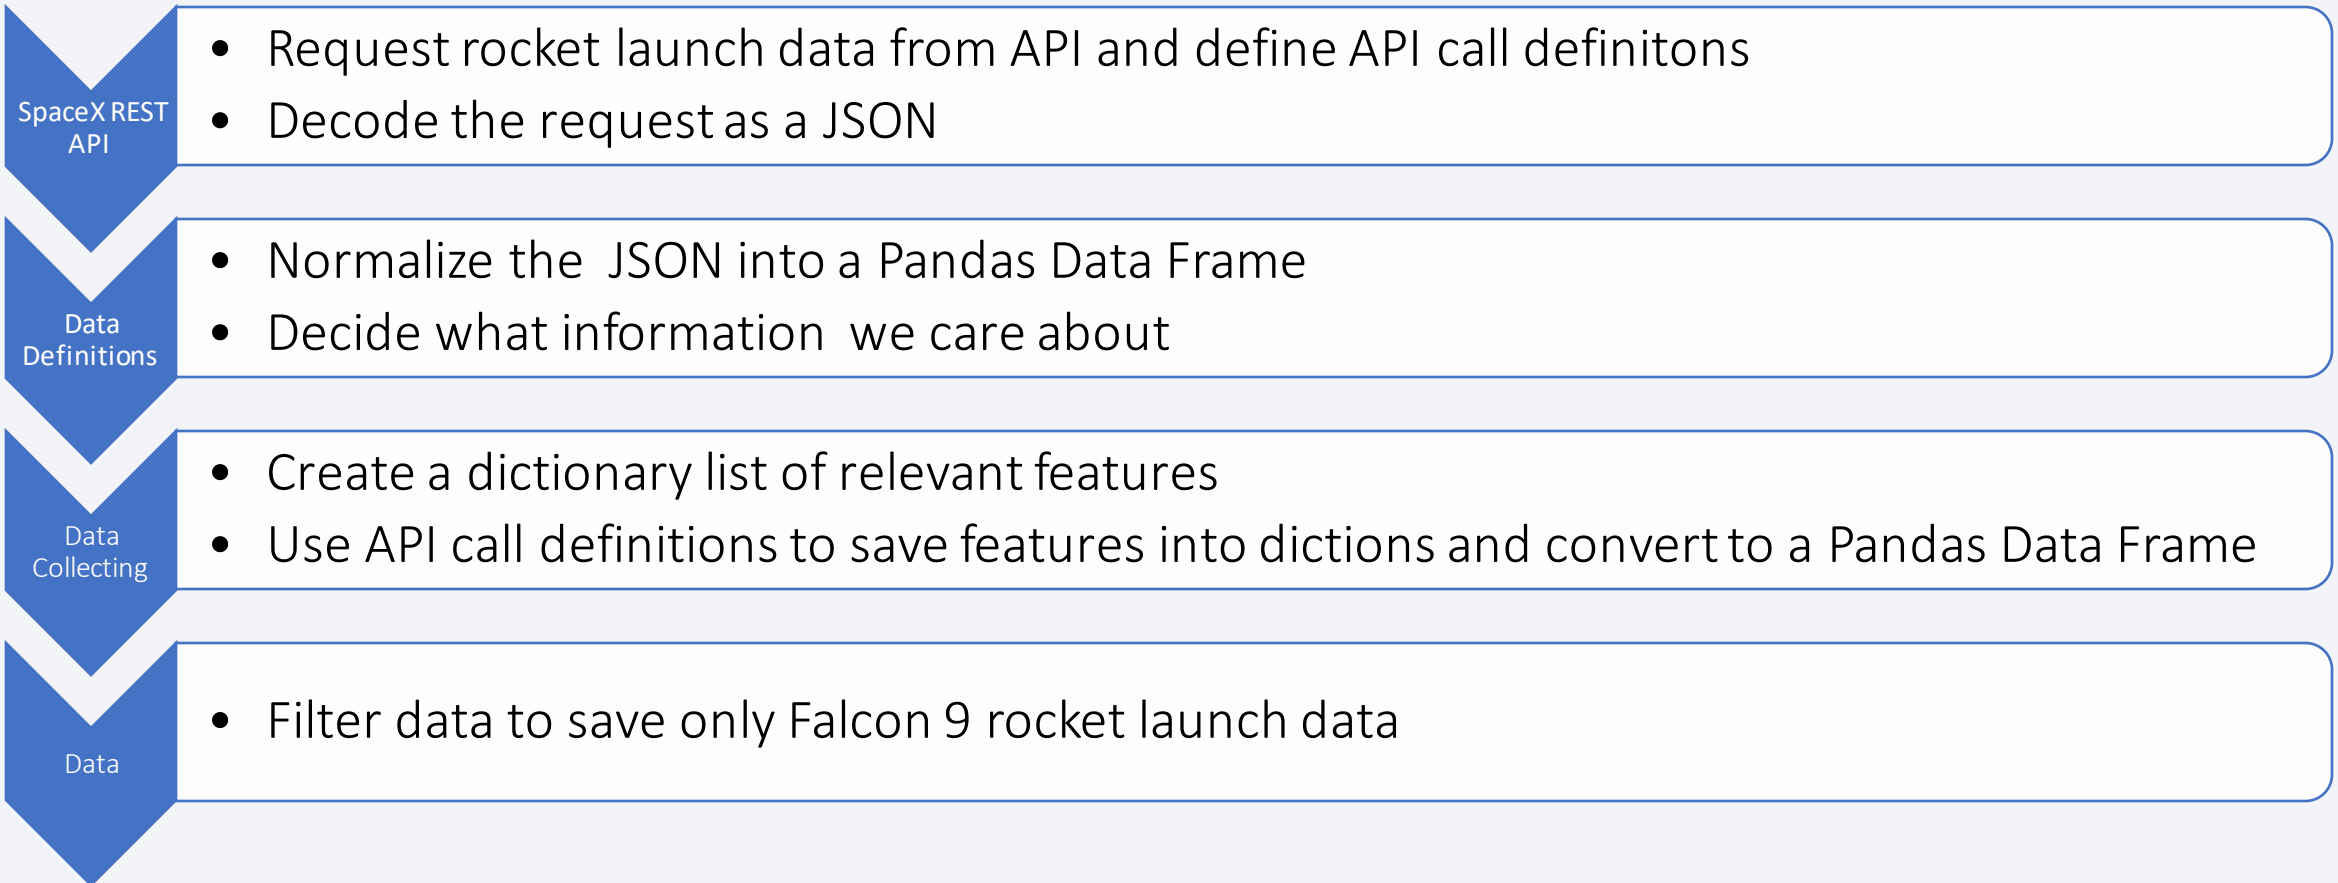 SpaceX REST
API
• Request rocket launch data from API and define API call definitons
• Decode the request as a JSON
Data
Definitions
• Normalize the JSON into a Pandas Data Frame
• Decide what information we care about
Data
Collecting
• Create a dictionary list of relevant features
• Use API call definitions to save features into dictions and convert to a Pandas Data Frame
Data
• Filter data to save only Falcon 9 rocket launch data